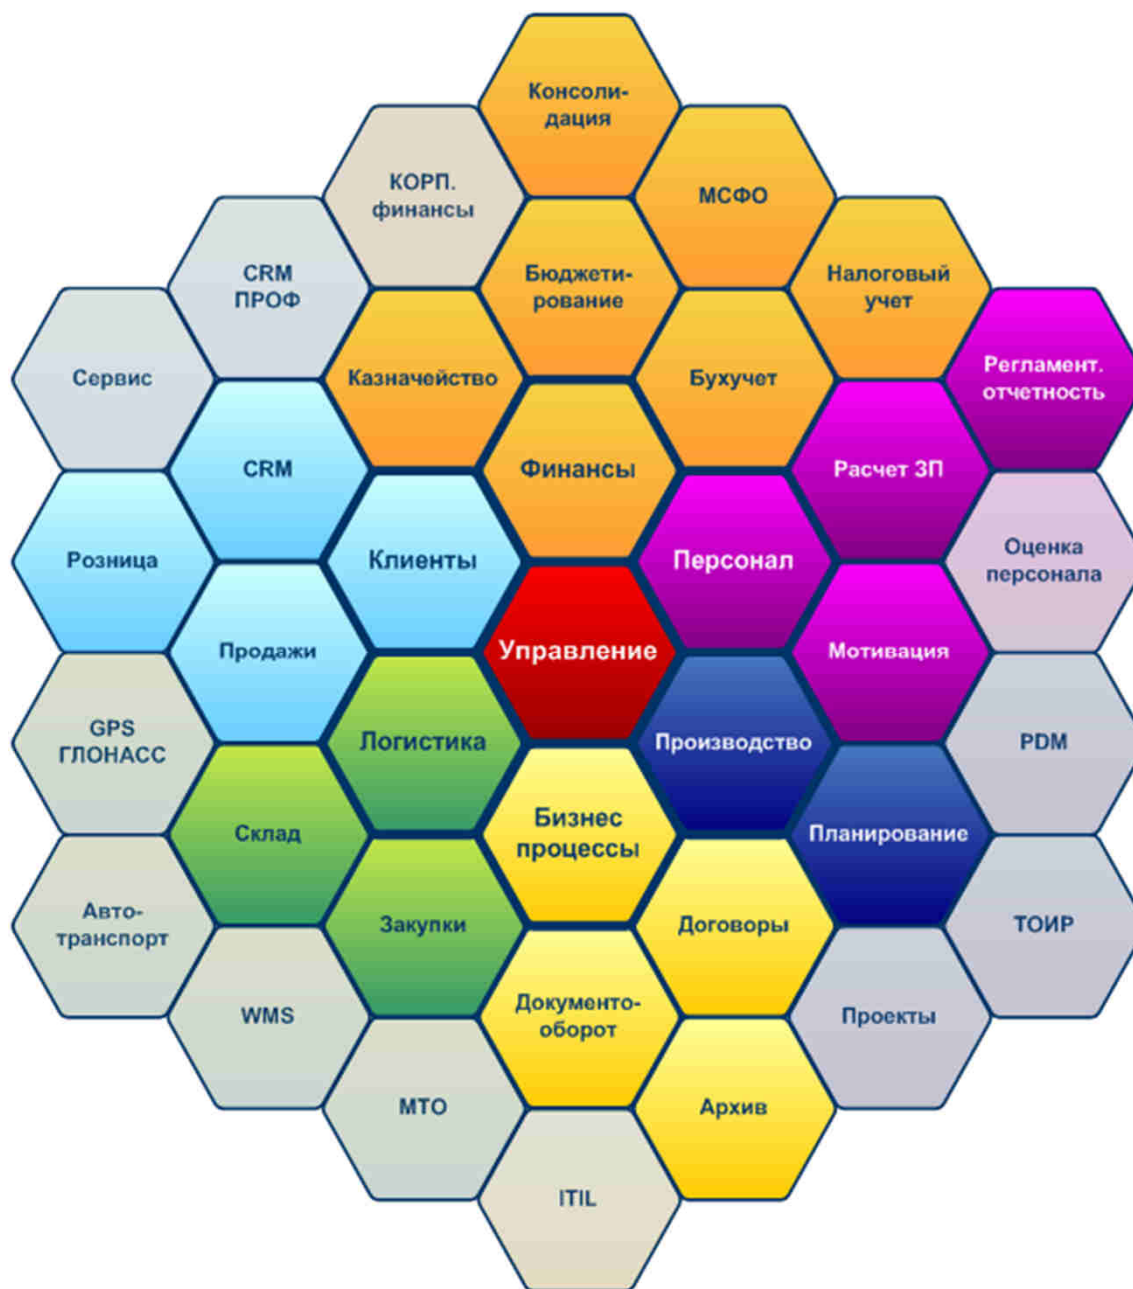 Консоли-
дация
КОРП.
финансы
МСФО
CRM
ПРОФ
Бюджети-
рование
Налоговый
учет
Сервис
Казначейство
Бухучет
Регламент.
отчетность
CRM
Финансы
Расчет ЗП
Розница
Клиенты
Персонал
Оценка
персонала
Продажи
Управление
Мотивация
GPS
ГЛОНАСС
Логистика
Производство
PDM
Склад
Бизнес
процессы
Планирование
Авто-
транспорт
Закупки
Договоры
ТОИР
WMS
Документо-
оборот
Проекты
МТО
Архив
ITIL